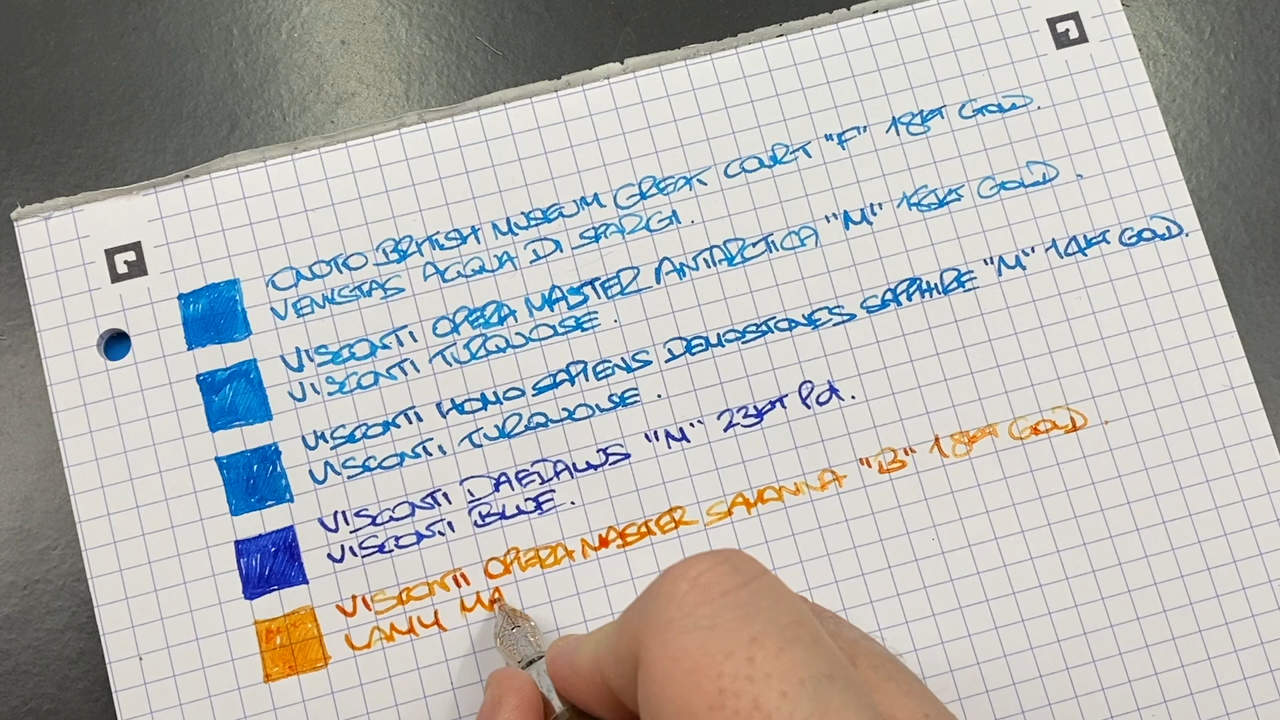 ONOTO BRITISH MUSEUM GREAT COURT "F" 18KT GOLD.
VENUSTAS ACQUA DI SPARGI.
VISCONTI OPERA MASTER ANTARCTICA "M" 18KT GOLD.
VISCONTI TURQUOISE.
VISCONTI HOMO SAPIENS DEMOSTONES SAPPHIRE "M" 14KT GOLD.
VISCONTI TURQUOISE.
VISCONTI DAEDALUS "M" 23KT Pd.
VISCONTI BLUE.
VISCONTI OPERA MASTER SAVANNA "B" 18KT GOLD.
LAMY MA